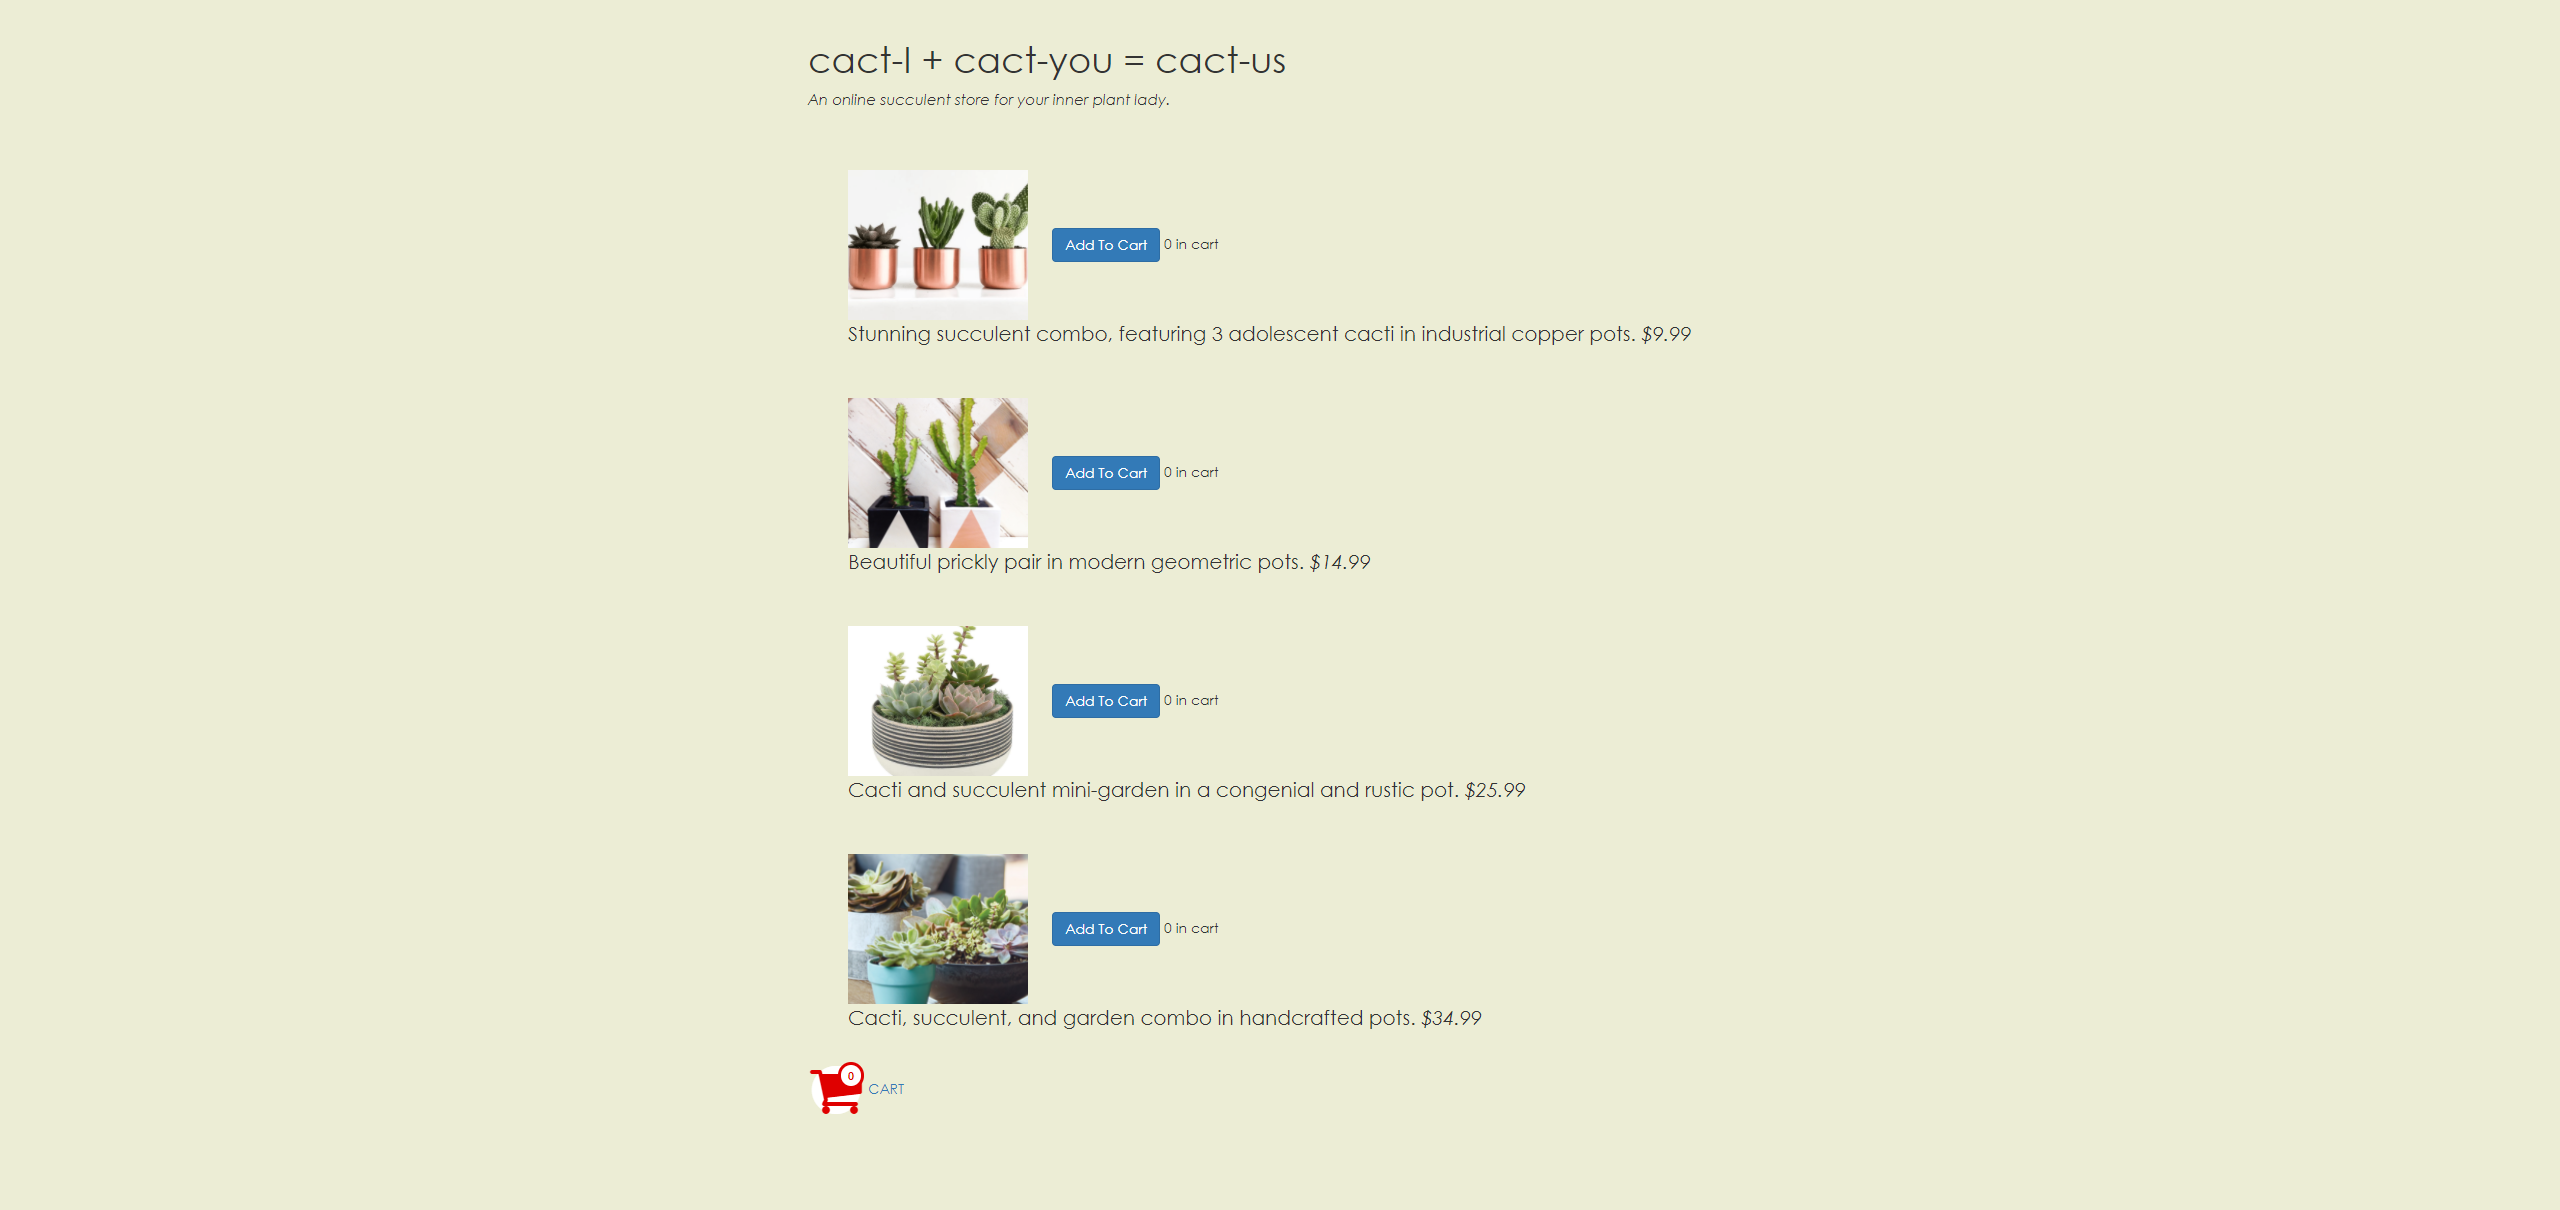 cact-I + cact-you = cact-us
An online succulent store for your inner plant lady.
Add To Cart 0 in cart
Stunning succulent combo, featuring 3 adolescent cacti in industrial copper pots. $9.99
Add To Cart 0 in cart
Beautiful prickly pair in modern geometric pots. $14.99
Add To Cart 0 in cart
Cacti and succulent mini-garden in a congenial and rustic pot. $25.99
Add To Cart 0 in cart
Cacti, succulent, and garden combo in handcrafted pots. $34.99
0 CART